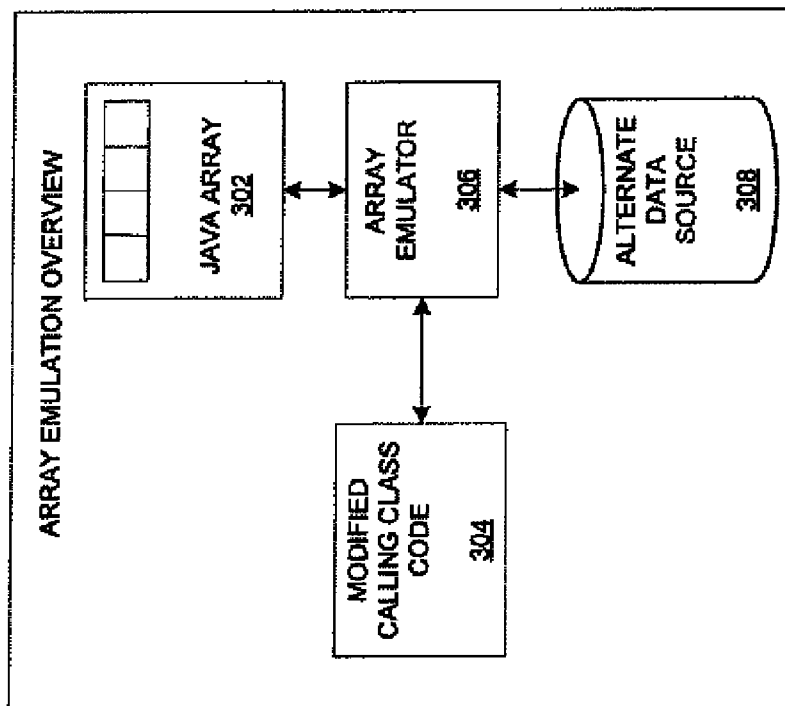 ARRAY EMULATION OVERVIEW
JAVA ARRAY
302
MODIFIED
CALLING CLASS
CODE
304
ARRAY
EMULATOR
306
ALTERNATE
DATA
SOURCE
308